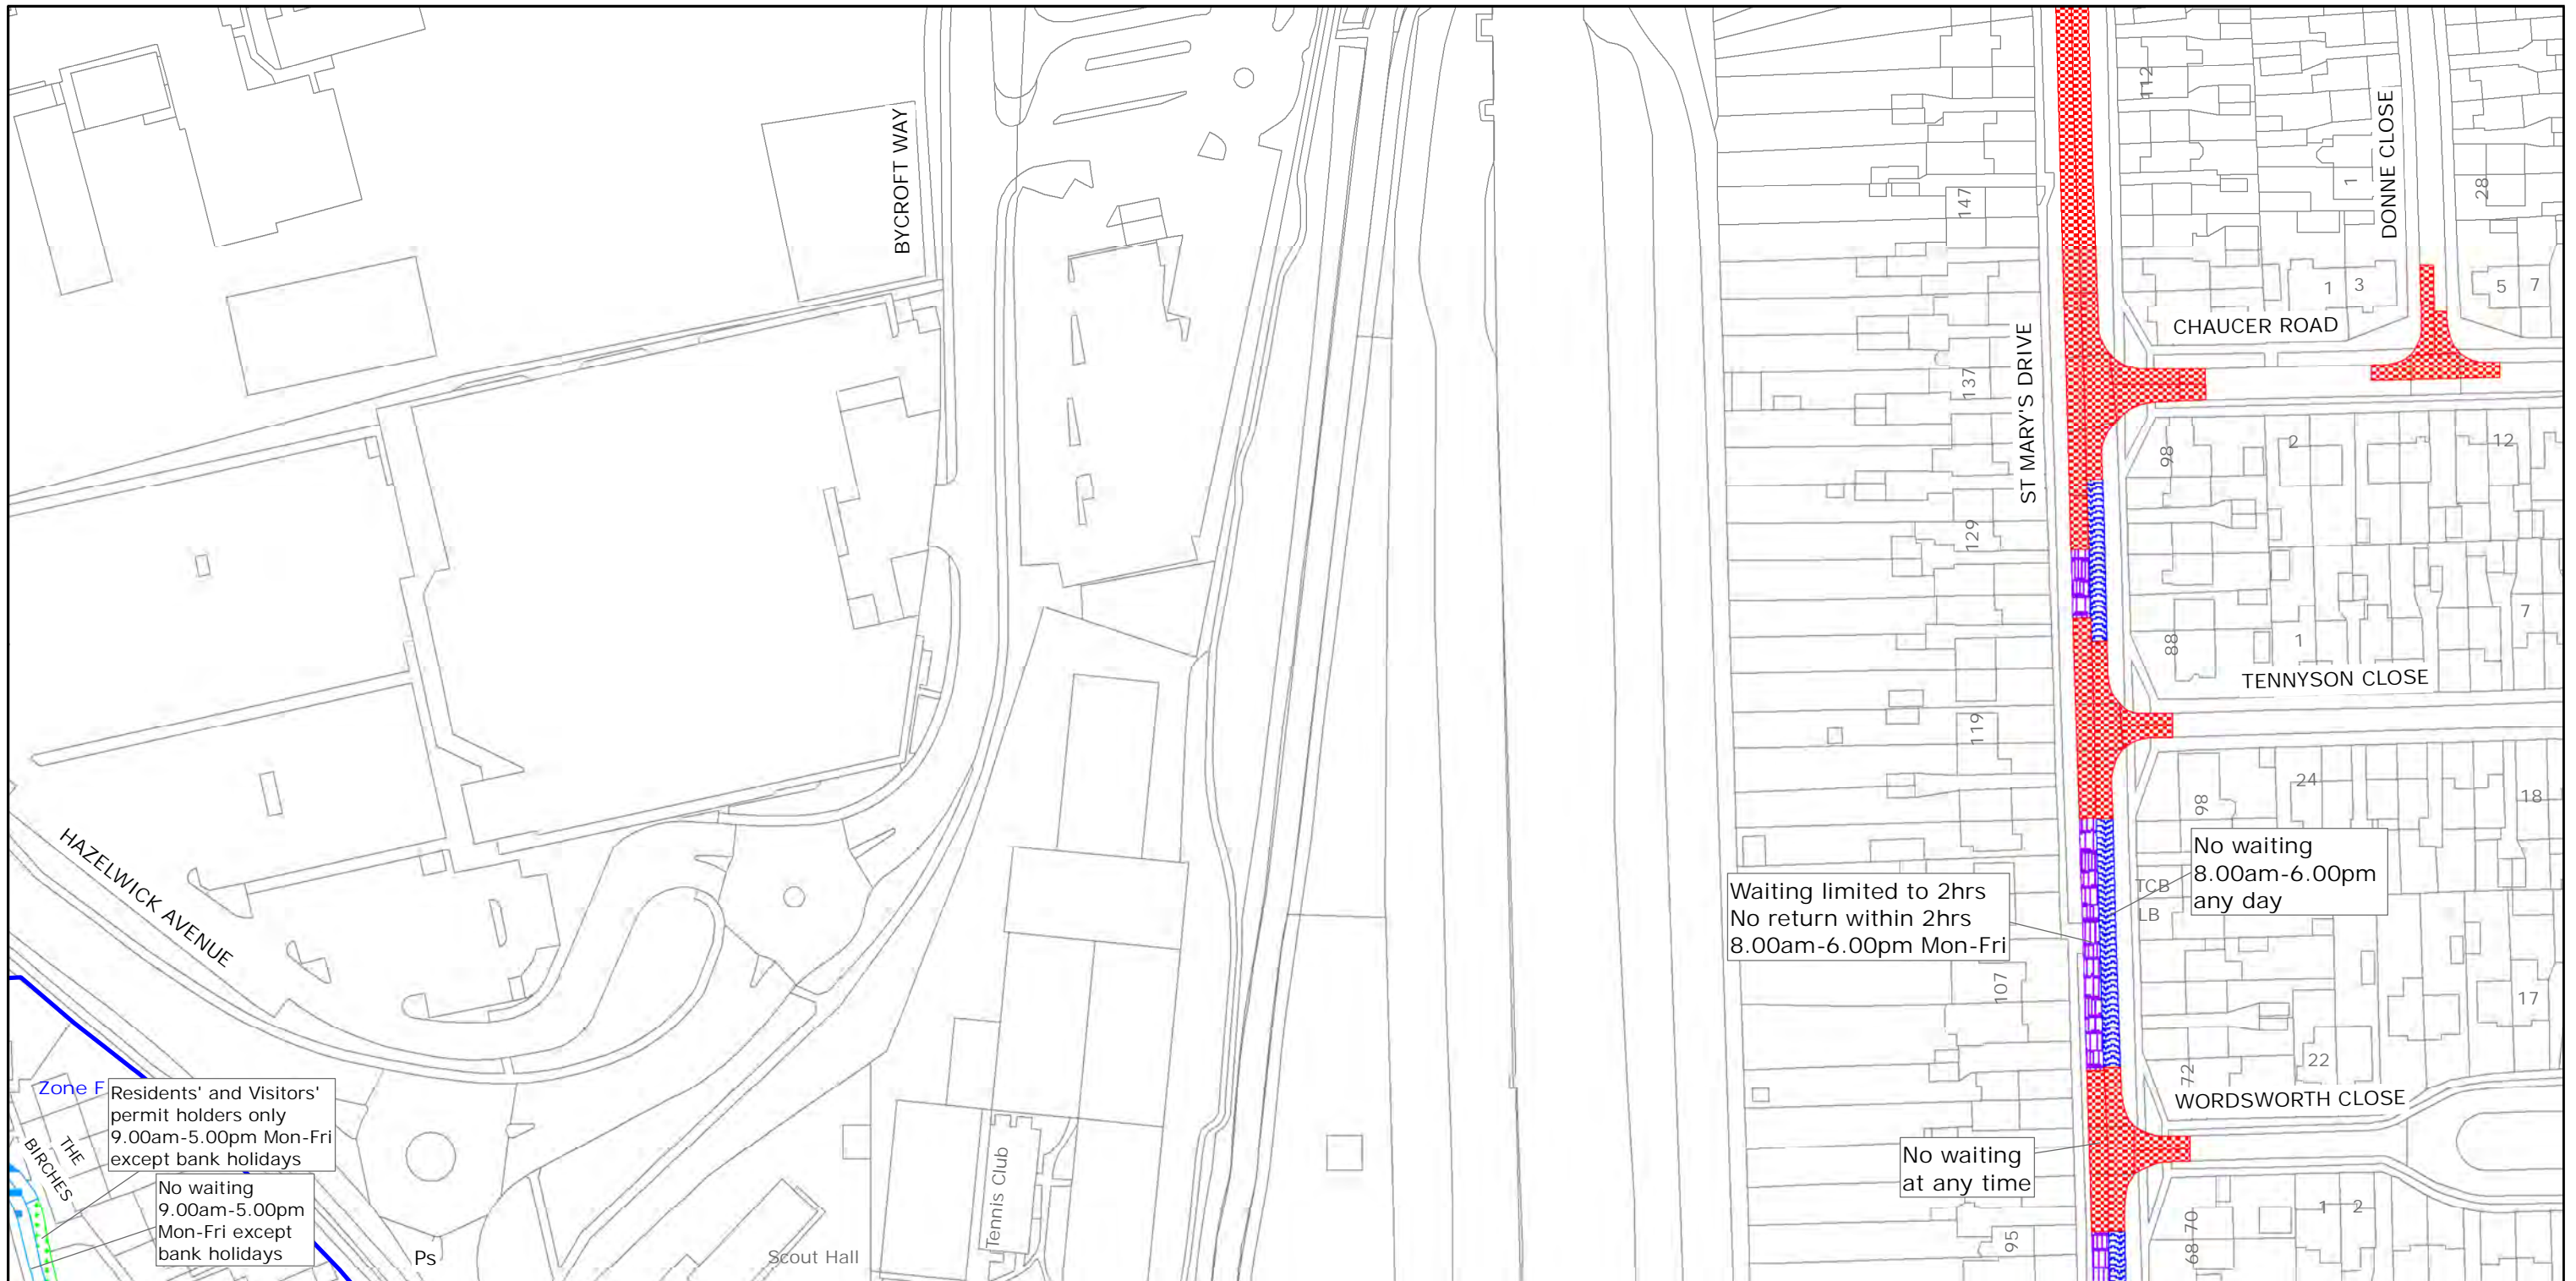 112
BYCROFT WAY
DONNE CLOSE
1
28
147
1
3
5
7
CHAUCER ROAD
ST MARY'S DRIVE
137
98
2
12
129
7
88
1
TENNYSON CLOSE
119
24
98
18
HAZELWICK AVENUE
No waiting
8.00am-6.00pm
any day
TCB
LB
Waiting limited to 2hrs
No return within 2hrs
8.00am-6.00pm Mon-Fri
107
17
22
72
WORDSWORTH CLOSE
Zone F
Residents' and Visitors'
permit holders only
9.00am-5.00pm Mon-Fri
except bank holidays
THE
BIRCHES
No waiting
9.00am-5.00pm
Mon-Fri except
bank holidays
Ps
Scout Hall
Tennis Club
No waiting
at any time
95
68-70
1
2